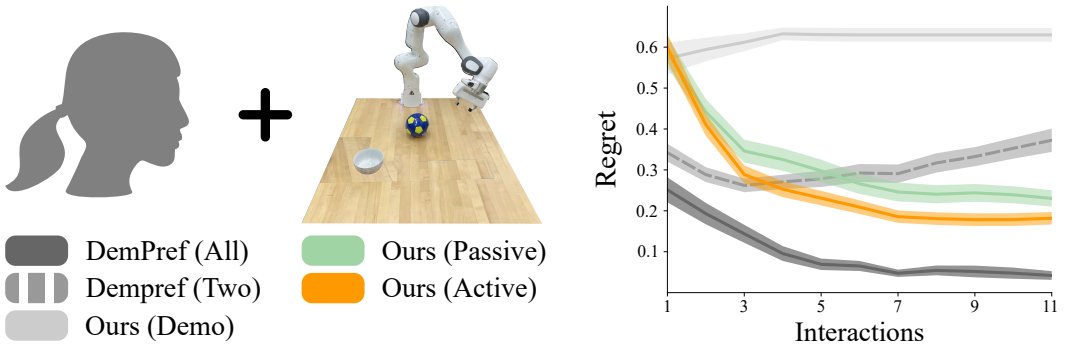 DemPref (All)
Dempref (Two)
Ours (Demo)
Ours (Passive)
Ours (Active)
Regret
0.6
0.5
0.4
0.3
0.2
0.1
1 3 5 7 9 11
Interactions